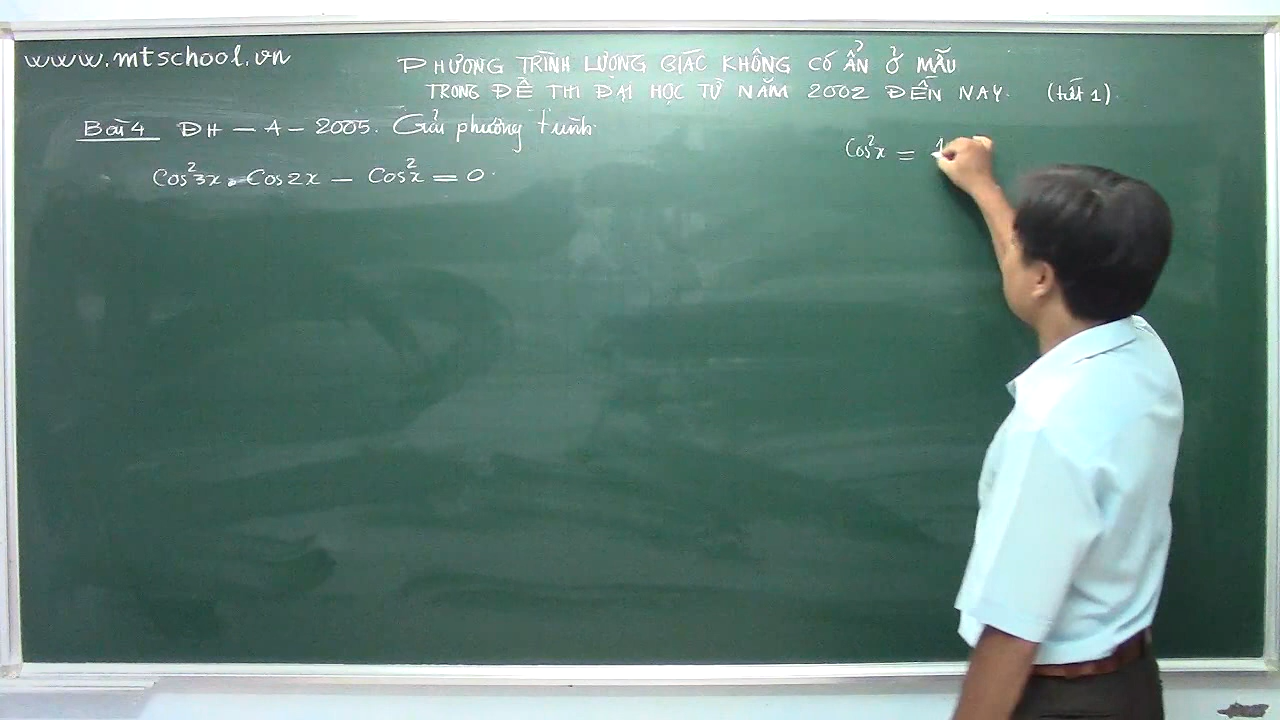 www.mtschool.vn
PHƯƠNG TRÌNH LƯỢNG GIÁC KHÔNG CÓ ẨN Ở MẪU
TRONG ĐỀ THI ĐẠI HỌC TỪ NĂM 2002 ĐẾN NAY. (tiết 1)
Bài 4 ĐH - A - 2005. Giải phương trình
Cos²3x.Cos2x - Cos²x = 0.
Cos²x = 1